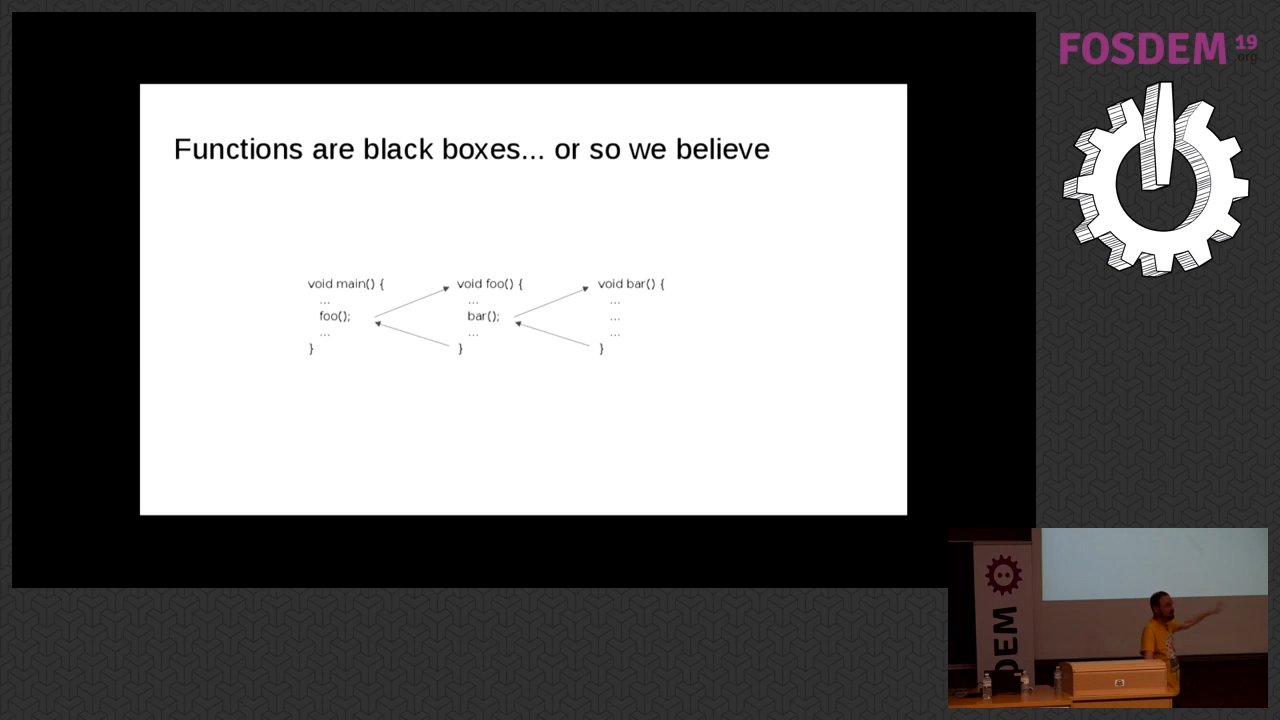 FOSDEM 19
.org
Functions are black boxes... or so we believe
void main() {
...
foo();
...
}
void foo() {
...
bar();
...
}
void bar() {
...
...
...
}
DEM